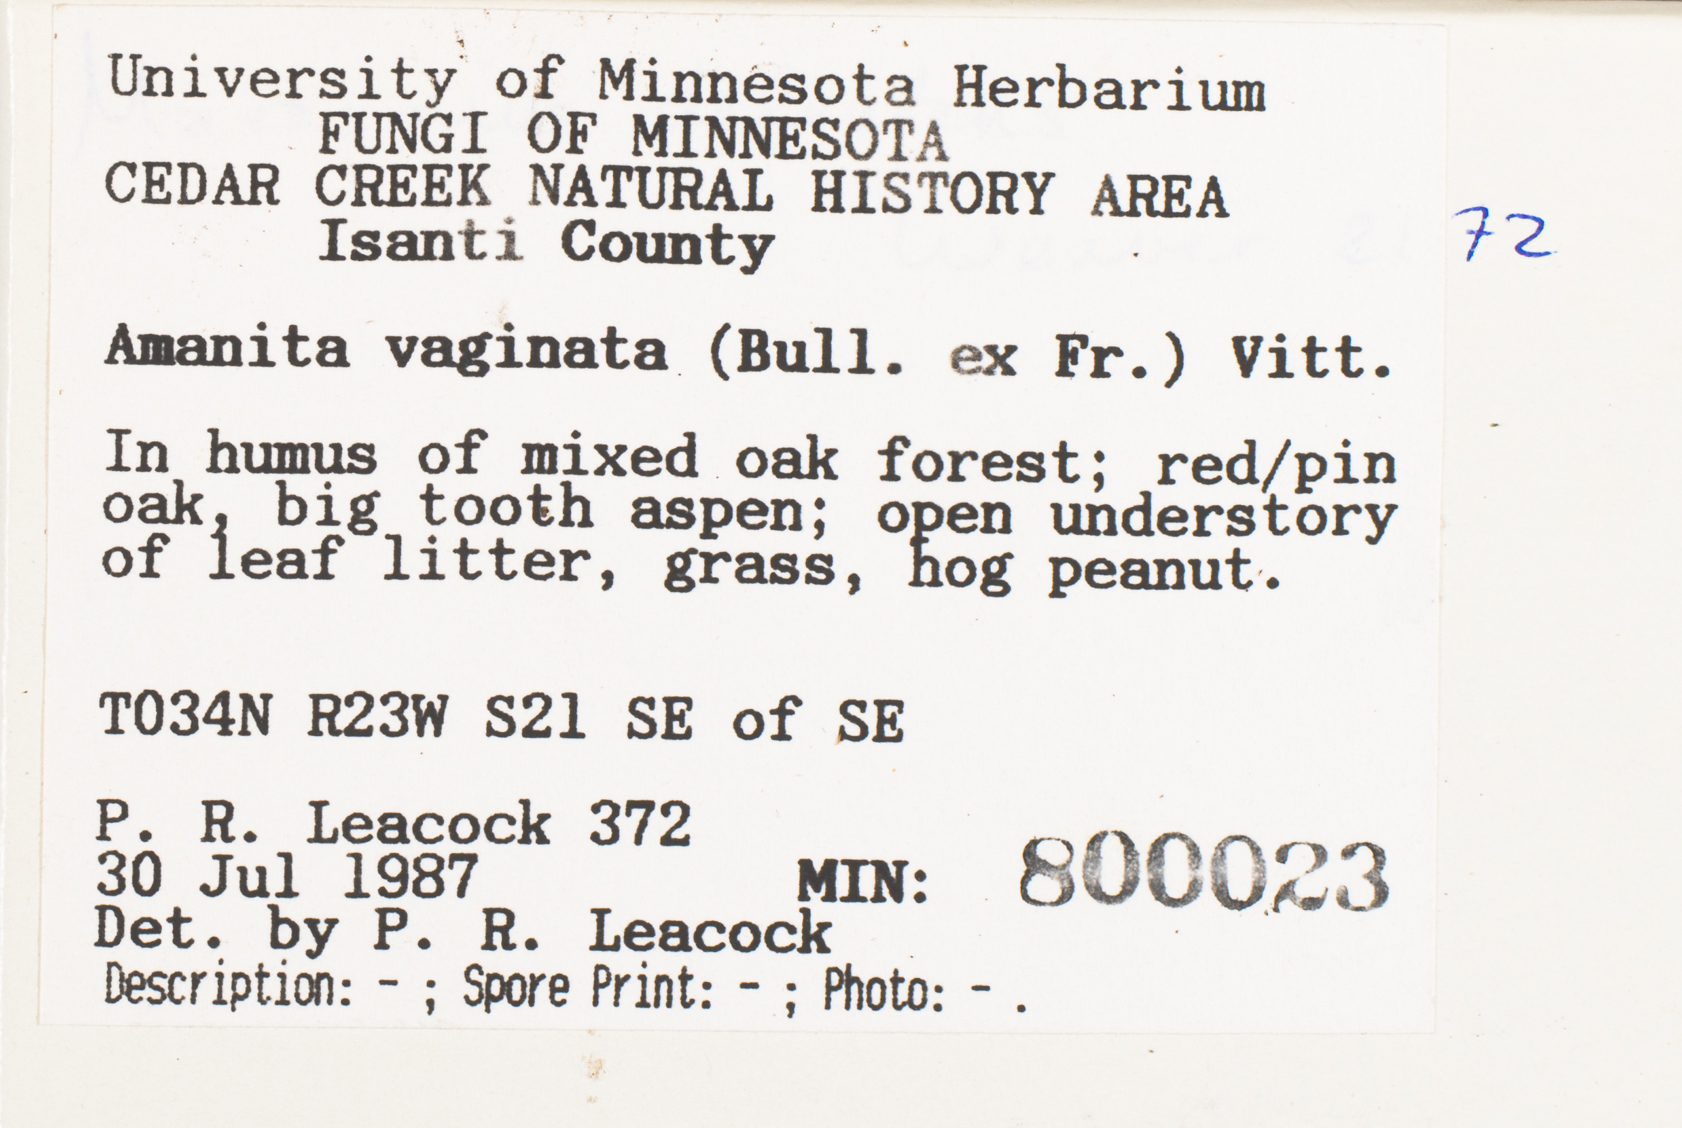 University of Minnesota Herbarium
FUNGI OF MINNESOTA
CEDAR CREEK NATURAL HISTORY AREA
Isanti County
72
Amanita vaginata (Bull. ex Fr.) Vitt.
In humus of mixed oak forest; red/pin
oak, big tooth aspen; open understory
of leaf litter, grass, hog peanut.
T034N R23W S21 SE of SE
P. R. Leacock 372
30 Jul 1987 MIN: 800023
Det. by P. R. Leacock
Description: - ; Spore Print: - ; Photo: - .